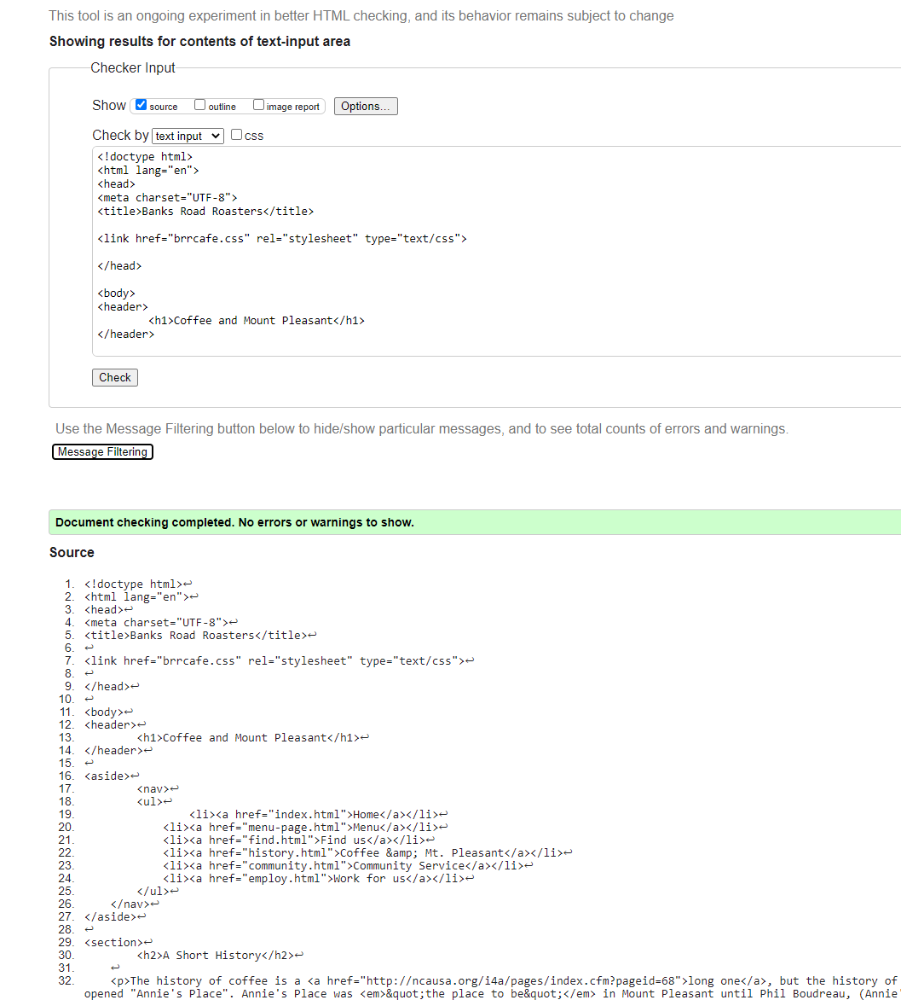 This tool is an ongoing experiment in better HTML checking, and its behavior remains subject to change
Showing results for contents of text-input area
Checker Input
Show source outline image report Options...
Check by text input css
<!doctype html>
<html lang="en">
<head>
<meta charset="UTF-8">
<title>Banks Road Roasters</title>
<link href="brrcafe.css" rel="stylesheet" type="text/css">
</head>
<body>
<header>
<h1>Coffee and Mount Pleasant</h1>
</header>
Check
Use the Message Filtering button below to hide/show particular messages, and to see total counts of errors and warnings.
Message Filtering
Document checking completed. No errors or warnings to show.
Source
1. <!doctype html>↩
2. <html lang="en">↩
3. <head>↩
4. <meta charset="UTF-8">↩
5. <title>Banks Road Roasters</title>↩
6. ↩
7. <link href="brrcafe.css" rel="stylesheet" type="text/css">↩
8. ↩
9. </head>↩
10. ↩
11. <body>↩
12. <header>↩
13. <h1>Coffee and Mount Pleasant</h1>↩
14. </header>↩
15. ↩
16. <aside>↩
17. <nav>↩
18. <ul>↩
19. <li><a href="index.html">Home</a></li>↩
20. <li><a href="menu-page.html">Menu</a></li>↩
21. <li><a href="find.html">Find us</a></li>↩
22. <li><a href="history.html">Coffee &amp; Mt. Pleasant</a></li>↩
23. <li><a href="community.html">Community Service</a></li>↩
24. <li><a href="employ.html">Work for us</a></li>↩
25. </ul>↩
26. </nav>↩
27. </aside>↩
28. ↩
29. <section>↩
30. <h2>A Short History</h2>↩
31. ↩
32. <p>The history of coffee is a <a href="http://ncausa.org/i4a/pages/index.cfm?pageid=68">long one</a>, but the history of
opened "Annie's Place". Annie's Place was <em>&quot;the place to be&quot;</em> in Mount Pleasant until Phil Boudreau, (Annie